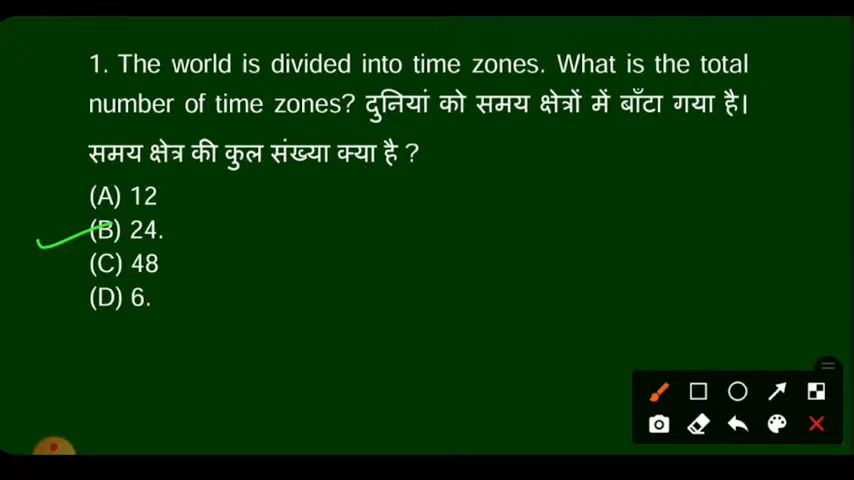 1. The world is divided into time zones. What is the total
number of time zones? दुनियां को समय क्षेत्रों में बाँटा गया है।
समय क्षेत्र की कुल संख्या क्या है ?
(A) 12
(B) 24.
(C) 48
(D) 6.